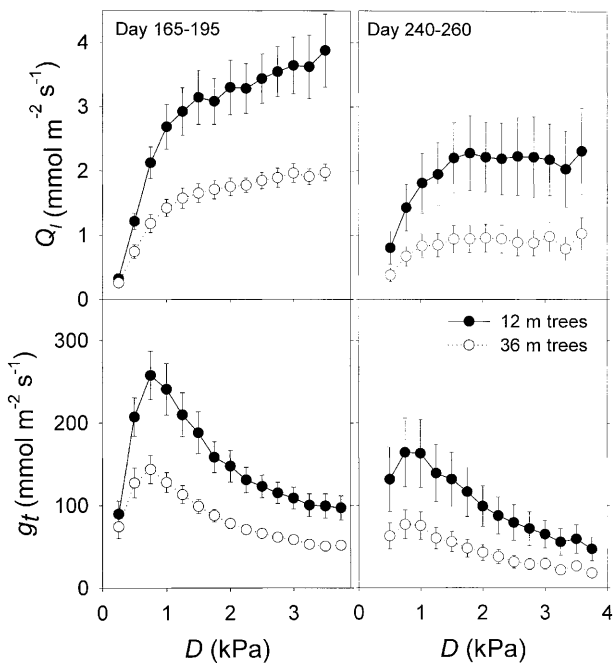 Day 165-195
Day 240-260
4
3
2
1
0
Q_l (mmol m⁻² s⁻¹)
12 m trees
36 m trees
300
200
100
0
g_t (mmol m⁻² s⁻¹)
0 1 2 3
0 1 2 3 4
D (kPa)
D (kPa)